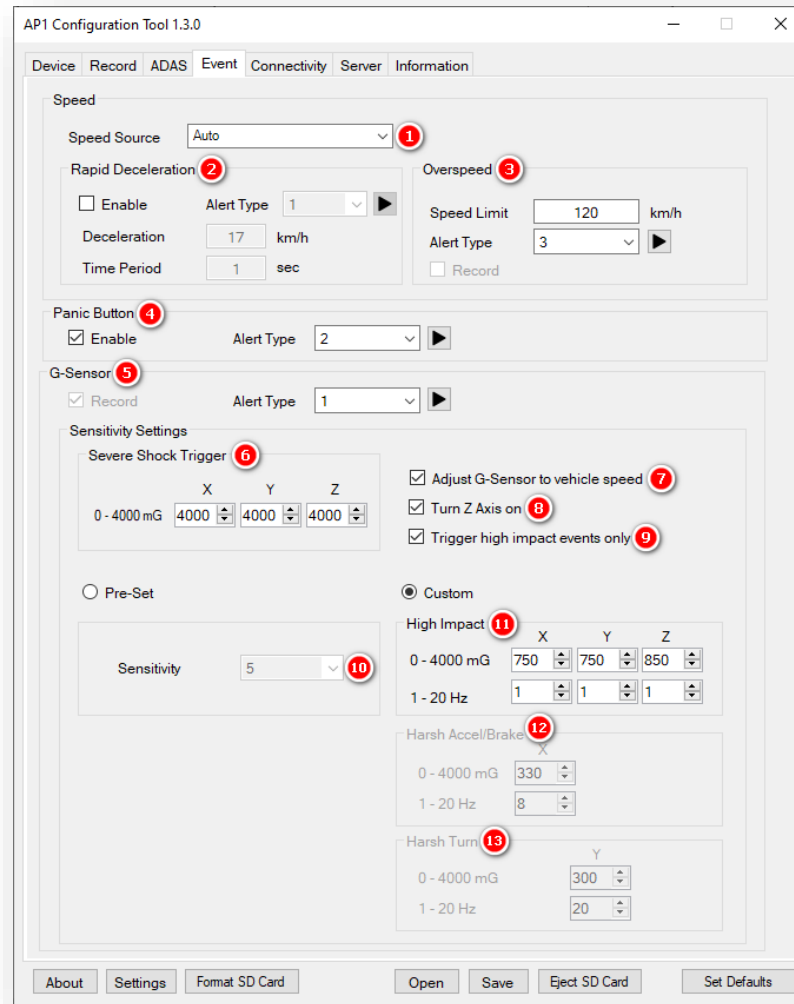 AP1 Configuration Tool 1.3.0
Device Record ADAS Event Connectivity Server Information
Speed
Speed Source Auto 1
Rapid Deceleration 2
Enable Alert Type 1
Deceleration 17 km/h
Time Period 1 sec
Overspeed 3
Speed Limit 120 km/h
Alert Type 3
Record
Panic Button 4
Enable Alert Type 2
G-Sensor 5
Record Alert Type 1
Sensitivity Settings
Severe Shock Trigger 6
X Y Z
0 - 4000 mG 4000 4000 4000
Adjust G-Sensor to vehicle speed 7
Turn Z Axis on 8
Trigger high impact events only 9
Pre-Set
Sensitivity 5 10
Custom
High Impact 11
X Y Z
0 - 4000 mG 750 750 850
1 - 20 Hz 1 1 1
Harsh Accel/Brake 12
X
0 - 4000 mG 330
1 - 20 Hz 8
Harsh Turn 13
Y
0 - 4000 mG 300
1 - 20 Hz 20
About Settings Format SD Card Open Save Eject SD Card Set Defaults